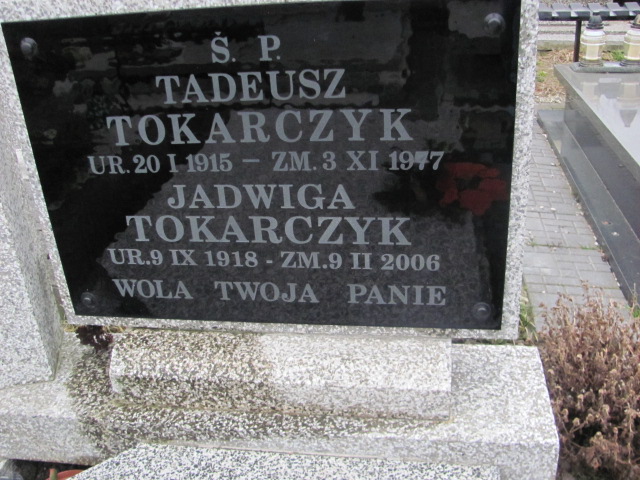 Ś. P.
TADEUSZ
TOKARCZYK
UR. 20 I 1915 – ZM. 3 XI 1977
JADWIGA
TOKARCZYK
UR. 9 IX 1918 - ZM. 9 II 2006
WOLA TWOJA PANIE